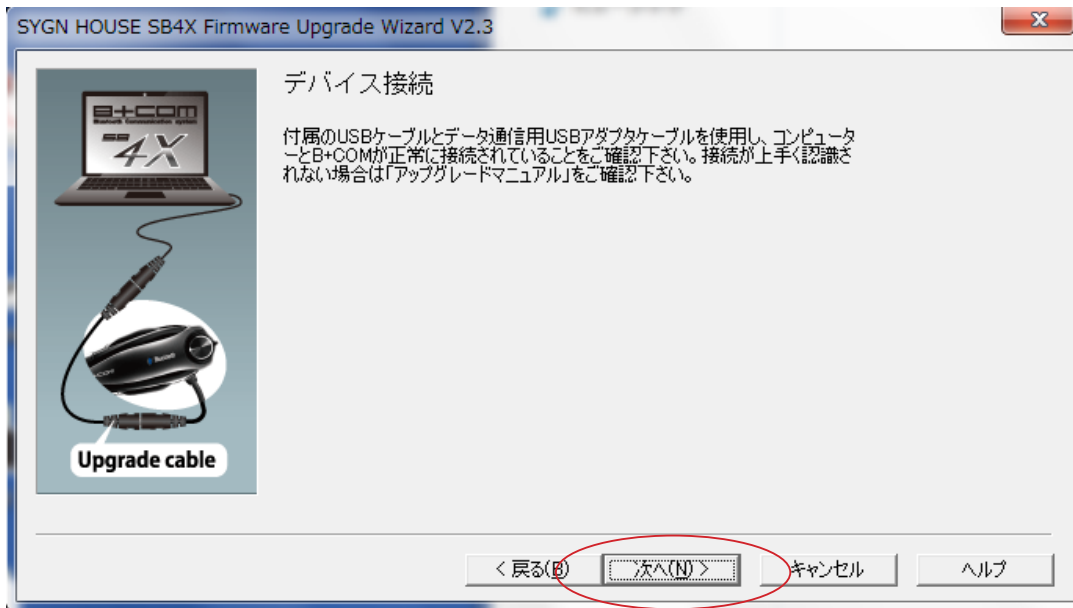 SYGN HOUSE SB4X Firmware Upgrade Wizard V2.3
デバイス接続
付属のUSBケーブルとデータ通信用USBアダプタケーブルを使用し、コンピュータ
ーとB+COMが正常に接続されていることをご確認下さい。接続が上手く認識さ
れない場合は「アップグレードマニュアル」をご確認下さい。
B+COM
Bluetooth Communication System
SB
4X
Bluetooth
B+COM
Upgrade cable
< 戻る(B)
次へ(N) >
キャンセル
ヘルプ